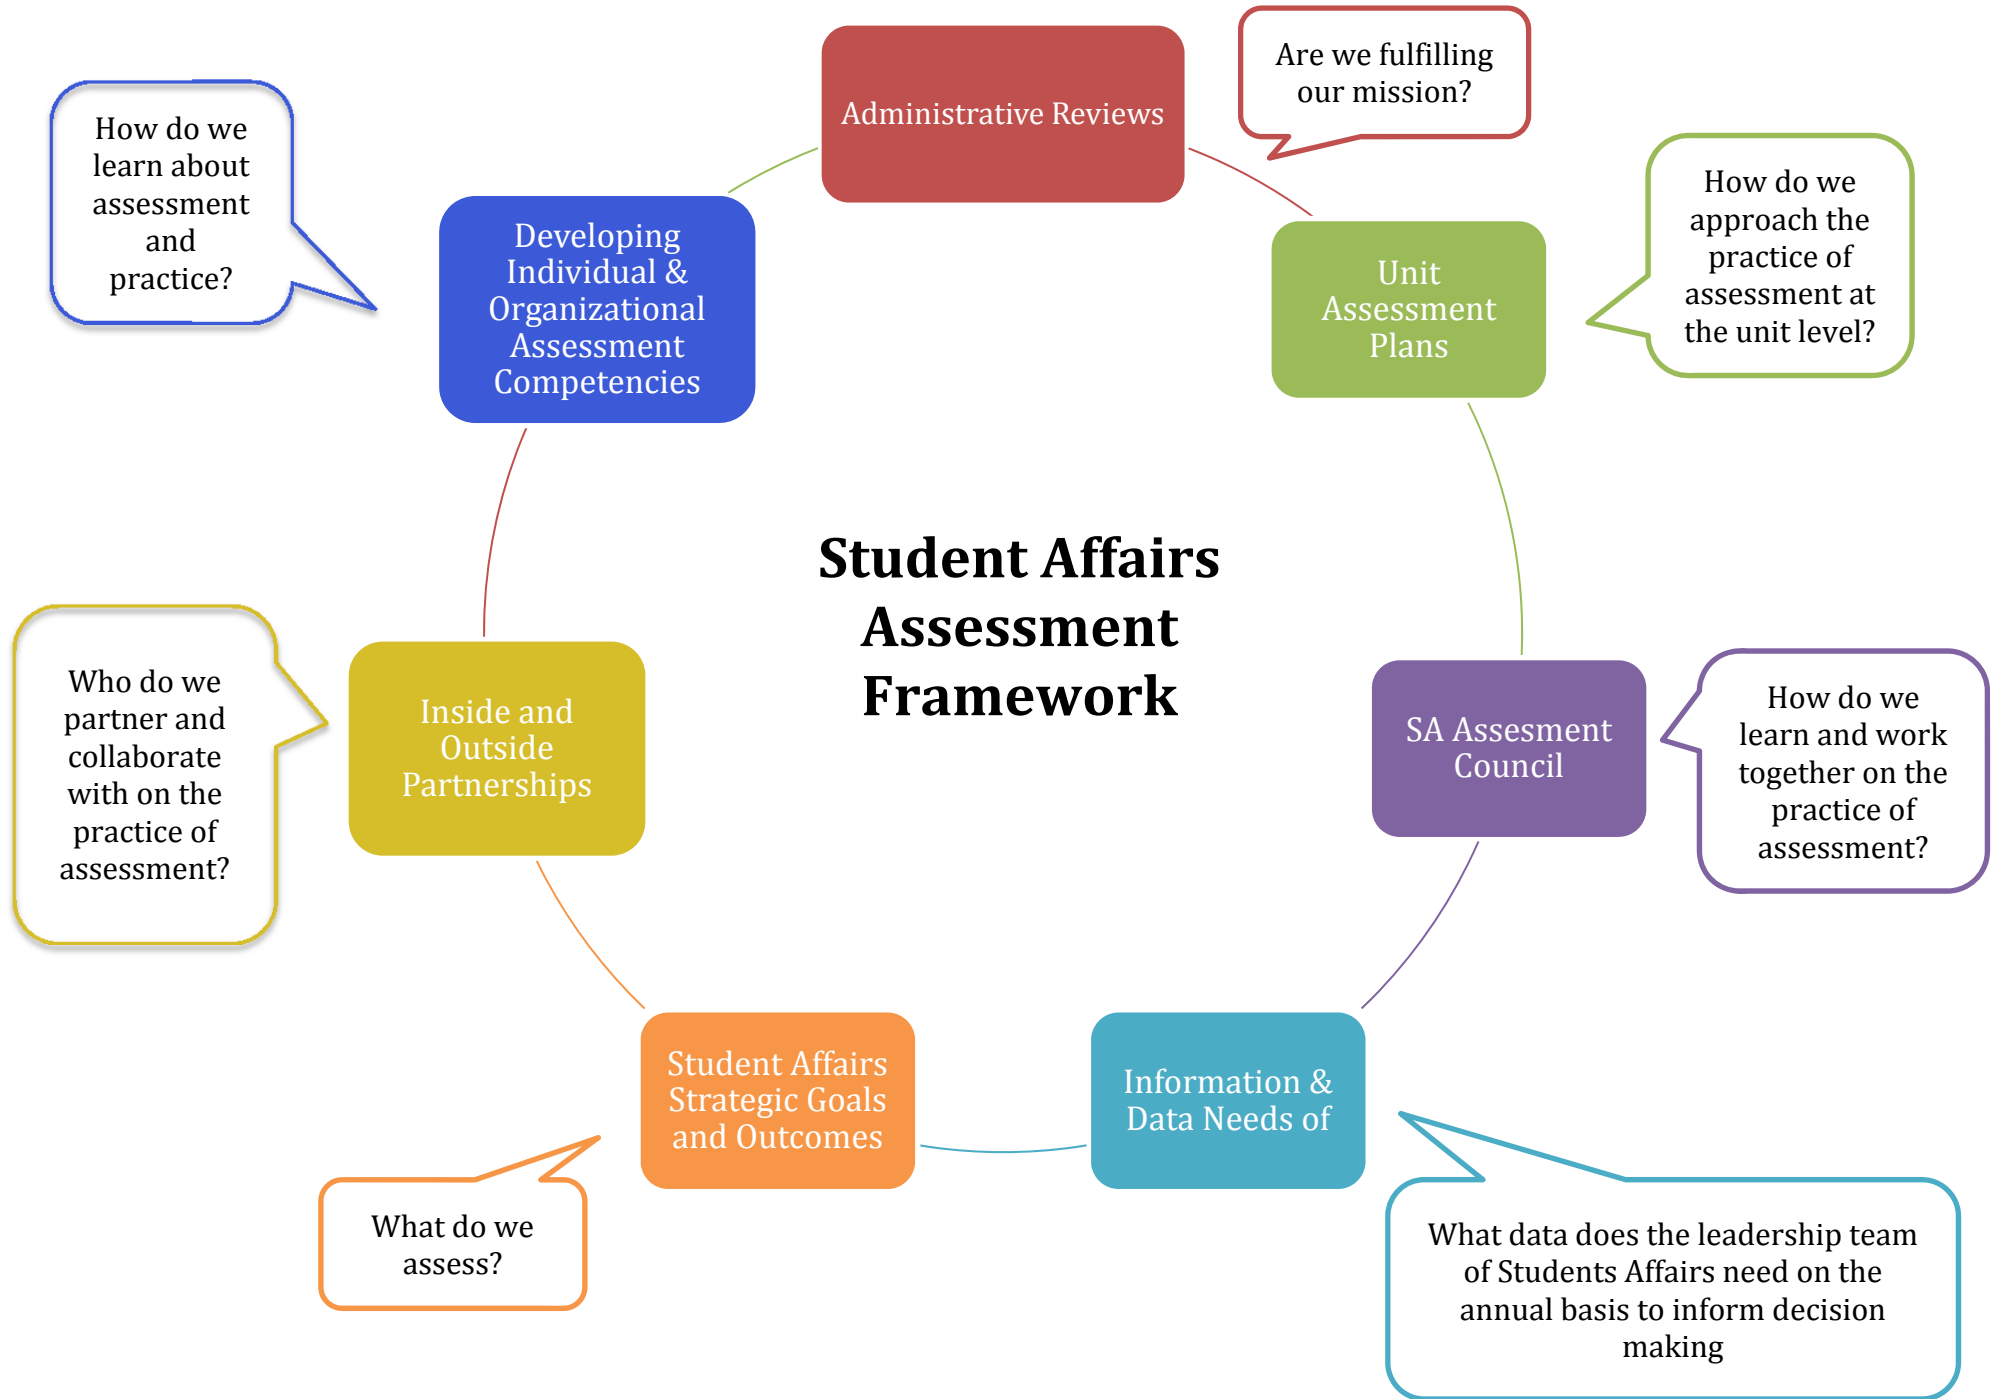 Administrative Reviews
Are we fulfilling
our mission?
How do we
approach the
practice of
assessment at
the unit level?
Unit
Assessment
Plans
How do we
learn and work
together on the
practice of
assessment?
SA Assesment
Council
What data does the leadership team
of Students Affairs need on the
annual basis to inform decision
making
Information &
Data Needs of
Student Affairs
Strategic Goals
and Outcomes
What do we
assess?
Inside and
Outside
Partnerships
Who do we
partner and
collaborate
with on the
practice of
assessment?
Developing
Individual &
Organizational
Assessment
Competencies
How do we
learn about
assessment
and
practice?
Student Affairs
Assessment
Framework